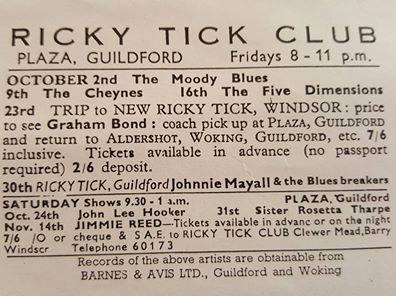 RICKY TICK CLUB
PLAZA, GUILDFORD Fridays 8 - 11 p.m.
OCTOBER 2nd The Moody Blues
9th The Cheynes 16th The Five Dimensions
23rd TRIP to NEW RICKY TICK, WINDSOR: price
to see Graham Bond: coach pick up at PLAZA, GUILDFORD
and return to ALDERSHOT, WOKING, GUILDFORD, etc. 7/6
inclusive. Tickets available in advance (no passport
required) 2/6 deposit.
30th RICKY TICK, Guildford Johnnie Mayall & the Blues breakers
SATURDAY Shows 9.30 - 1 a.m. PLAZA, Guildford
Oct. 24th John Lee Hooker 31st Sister Rosetta Tharpe
Nov. 14th JIMMIE REED—Tickets available in advanc or on the night
7/6 /O or cheque & S.A.E. to RICKY TICK CLUB Clewer Mead, Barry
Windscr Telephone 60173
Records of the above artists are obtainable from
BARNES & AVIS LTD., Guildford and Woking